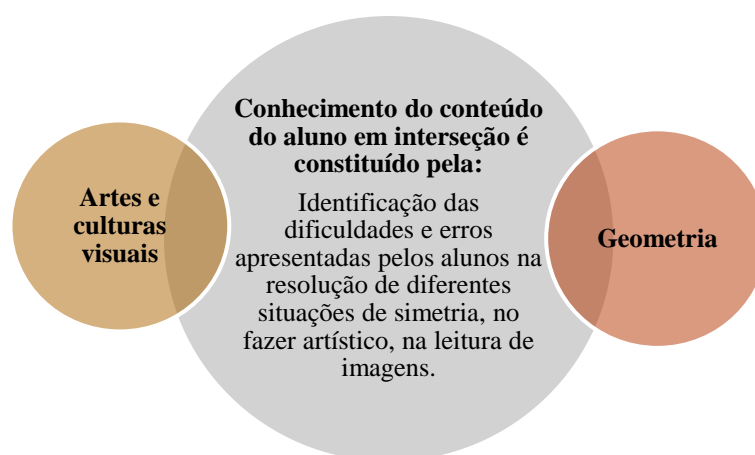 Artes e
culturas
visuais
Conhecimento do conteúdo
do aluno em interseção é
constituído pela:
Identificação das
dificuldades e erros
apresentadas pelos alunos na
resolução de diferentes
situações de simetria, no
fazer artístico, na leitura de
imagens.
Geometria